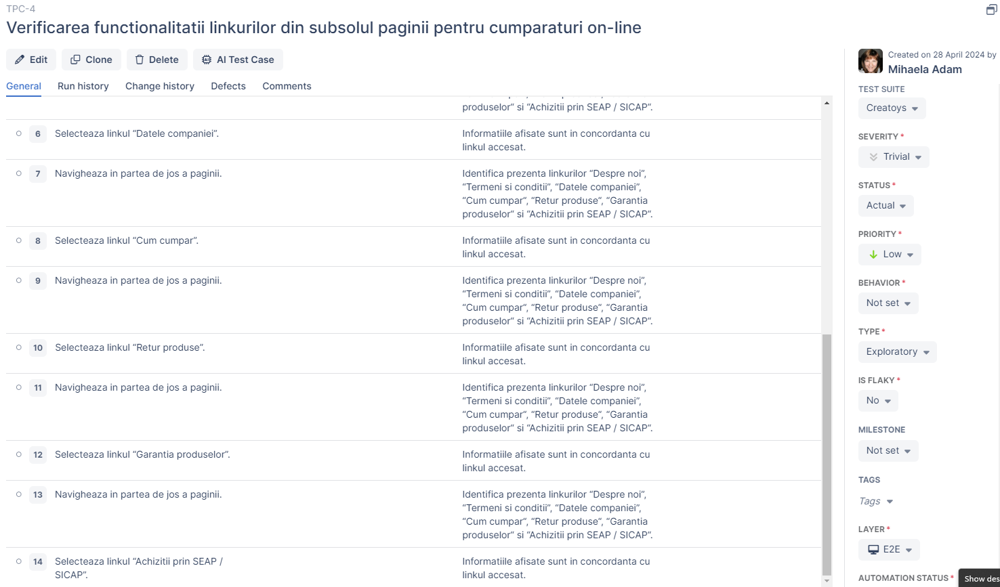 TPC-4
Verificarea functionalitatii linkurilor din subsolul paginii pentru cumparaturi on-line
Edit
Clone
Delete
AI Test Case
General
Run history
Change history
Defects
Comments
produselor“ si “Achizitii prin SEAP / SICAP“.
6
Selecteaza linkul “Datele companiei”.
Informatiile afisate sunt in concordanta cu
linkul accesat.
7
Navigheaza in partea de jos a paginii.
Identifica prezenta linkurilor “Despre noi”,
“Termeni si conditii”, “Datele companiei”,
“Cum cumpar“, “Retur produse“, “Garantia
produselor“ si “Achizitii prin SEAP / SICAP“.
8
Selecteaza linkul “Cum cumpar”.
Informatiile afisate sunt in concordanta cu
linkul accesat.
9
Navigheaza in partea de jos a paginii.
Identifica prezenta linkurilor “Despre noi”,
“Termeni si conditii”, “Datele companiei”,
“Cum cumpar“, “Retur produse“, “Garantia
produselor“ si “Achizitii prin SEAP / SICAP“.
10
Selecteaza linkul “Retur produse”.
Informatiile afisate sunt in concordanta cu
linkul accesat.
11
Navigheaza in partea de jos a paginii.
Identifica prezenta linkurilor “Despre noi”,
“Termeni si conditii”, “Datele companiei”,
“Cum cumpar“, “Retur produse“, “Garantia
produselor“ si “Achizitii prin SEAP / SICAP“.
12
Selecteaza linkul “Garantia produselor”.
Informatiile afisate sunt in concordanta cu
linkul accesat.
13
Navigheaza in partea de jos a paginii.
Identifica prezenta linkurilor “Despre noi”,
“Termeni si conditii”, “Datele companiei”,
“Cum cumpar“, “Retur produse“, “Garantia
produselor“ si “Achizitii prin SEAP / SICAP“.
14
Selecteaza linkul “Achizitii prin SEAP /
SICAP”.
Informatiile afisate sunt in concordanta cu
linkul accesat.
Created on 28 April 2024 by
Mihaela Adam
TEST SUITE
Creatoys
SEVERITY *
Trivial
STATUS *
Actual
PRIORITY *
Low
BEHAVIOR *
Not set
TYPE *
Exploratory
IS FLAKY *
No
MILESTONE
Not set
TAGS
Tags
LAYER *
E2E
AUTOMATION STATUS *
Show des